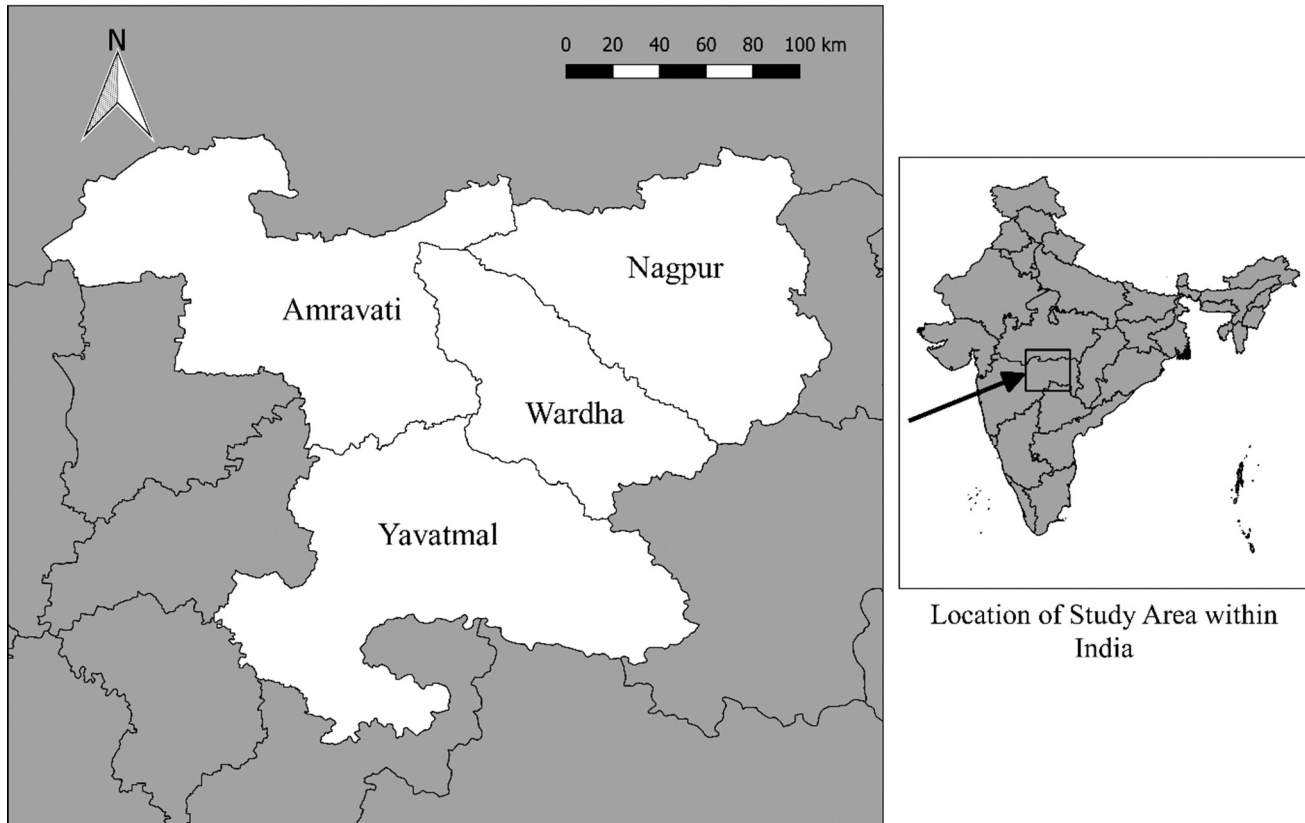 N
0 20 40 60 80 100 km
Nagpur
Amravati
Wardha
Yavatmal
Location of Study Area within
India